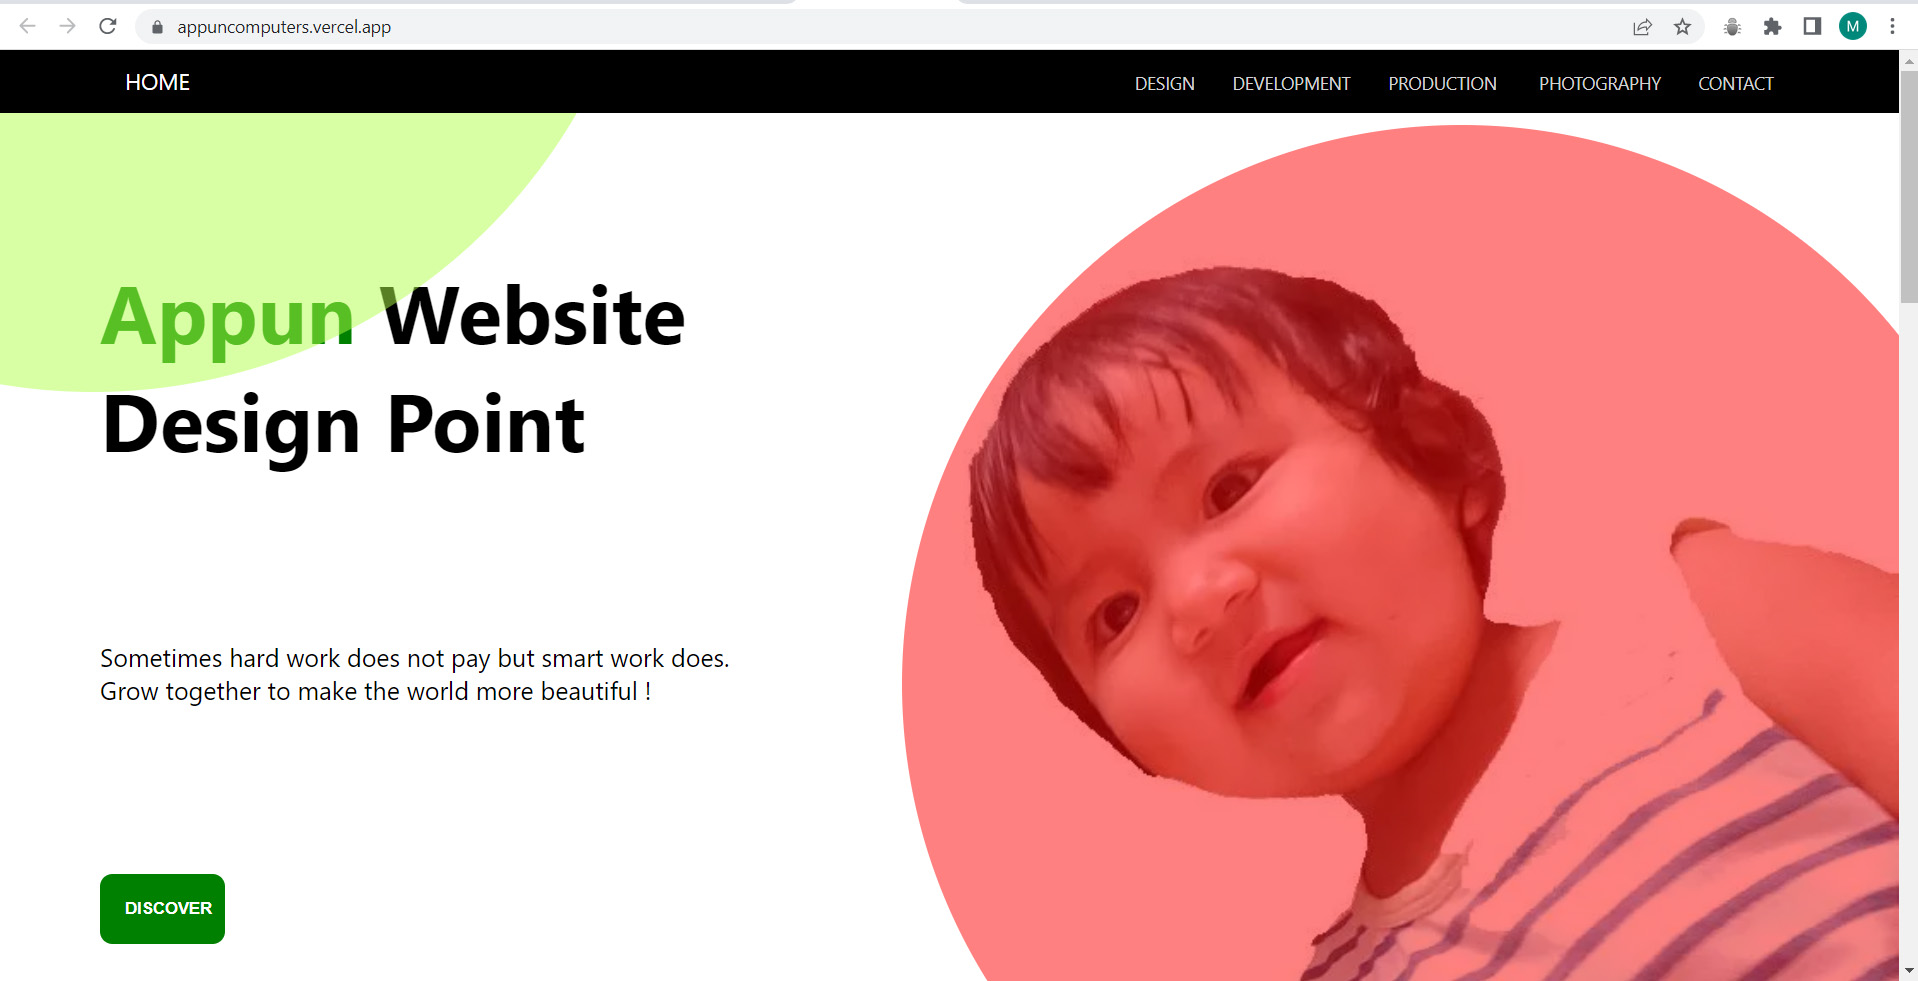 appuncomputers.vercel.app
M
HOME
DESIGN DEVELOPMENT PRODUCTION PHOTOGRAPHY CONTACT
Appun Website
Design Point
Sometimes hard work does not pay but smart work does.
Grow together to make the world more beautiful !
DISCOVER